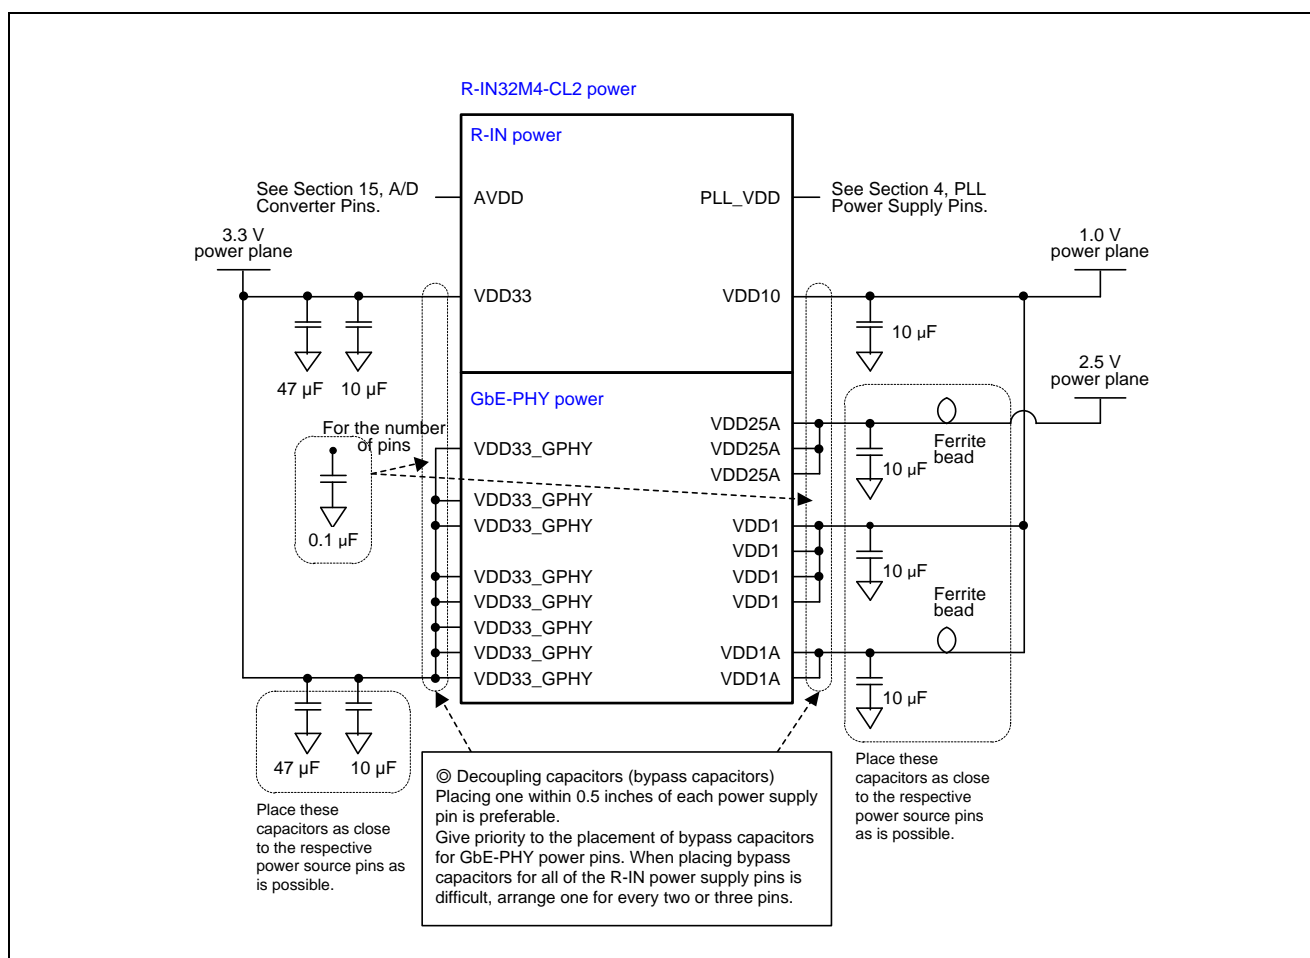 R-IN32M4-CL2 power
R-IN power
See Section 15, A/D
Converter Pins.
AVDD
PLL_VDD
See Section 4, PLL
Power Supply Pins.
3.3 V
power plane
1.0 V
power plane
VDD33
VDD10
47 µF
10 µF
10 µF
2.5 V
power plane
GbE-PHY power
For the number
of pins
0.1 µF
VDD33_GPHY
VDD33_GPHY
VDD33_GPHY
VDD33_GPHY
VDD33_GPHY
VDD33_GPHY
VDD33_GPHY
VDD33_GPHY
VDD25A
VDD25A
VDD25A
VDD1
VDD1
VDD1
VDD1
VDD1A
VDD1A
Ferrite
bead
10 µF
10 µF
Ferrite
bead
10 µF
47 µF
10 µF
Place these
capacitors as close
to the respective
power source pins as
is possible.
◎ Decoupling capacitors (bypass capacitors)
Placing one within 0.5 inches of each power supply
pin is preferable.
Give priority to the placement of bypass capacitors
for GbE-PHY power pins. When placing bypass
capacitors for all of the R-IN power supply pins is
difficult, arrange one for every two or three pins.
Place these
capacitors as close
to the respective
power source pins
as is possible.